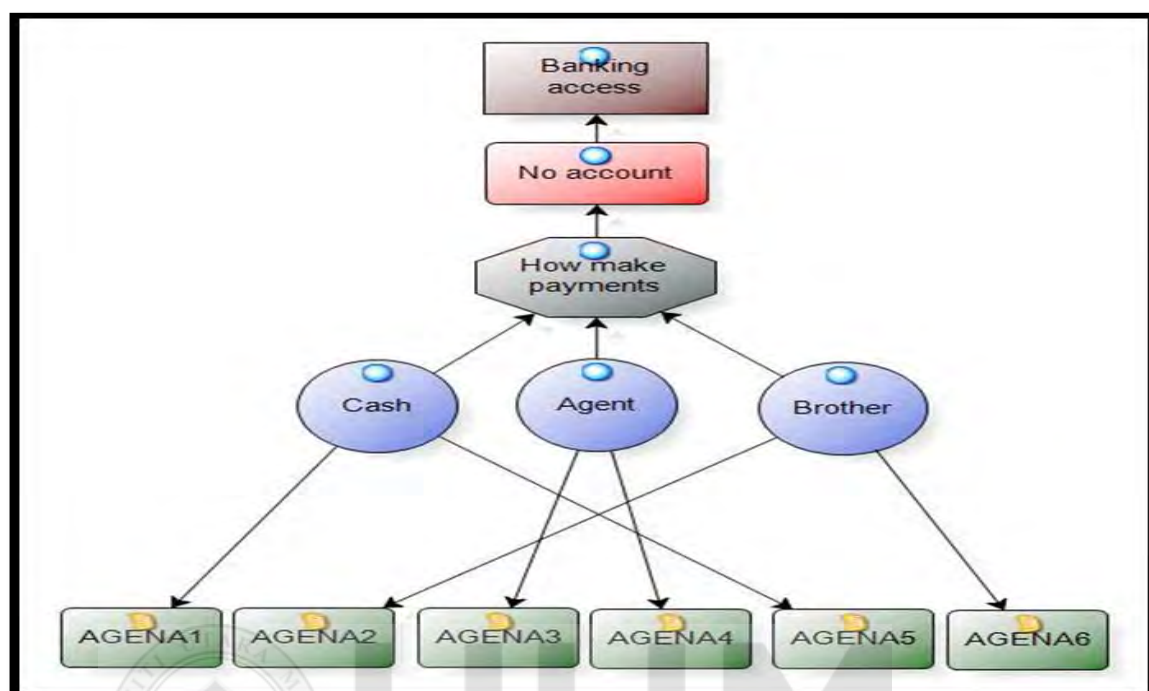 Banking
access
No account
How make
payments
Cash
Agent
Brother
AGENA1
AGENA2
AGENA3
AGENA4
AGENA5
AGENA6